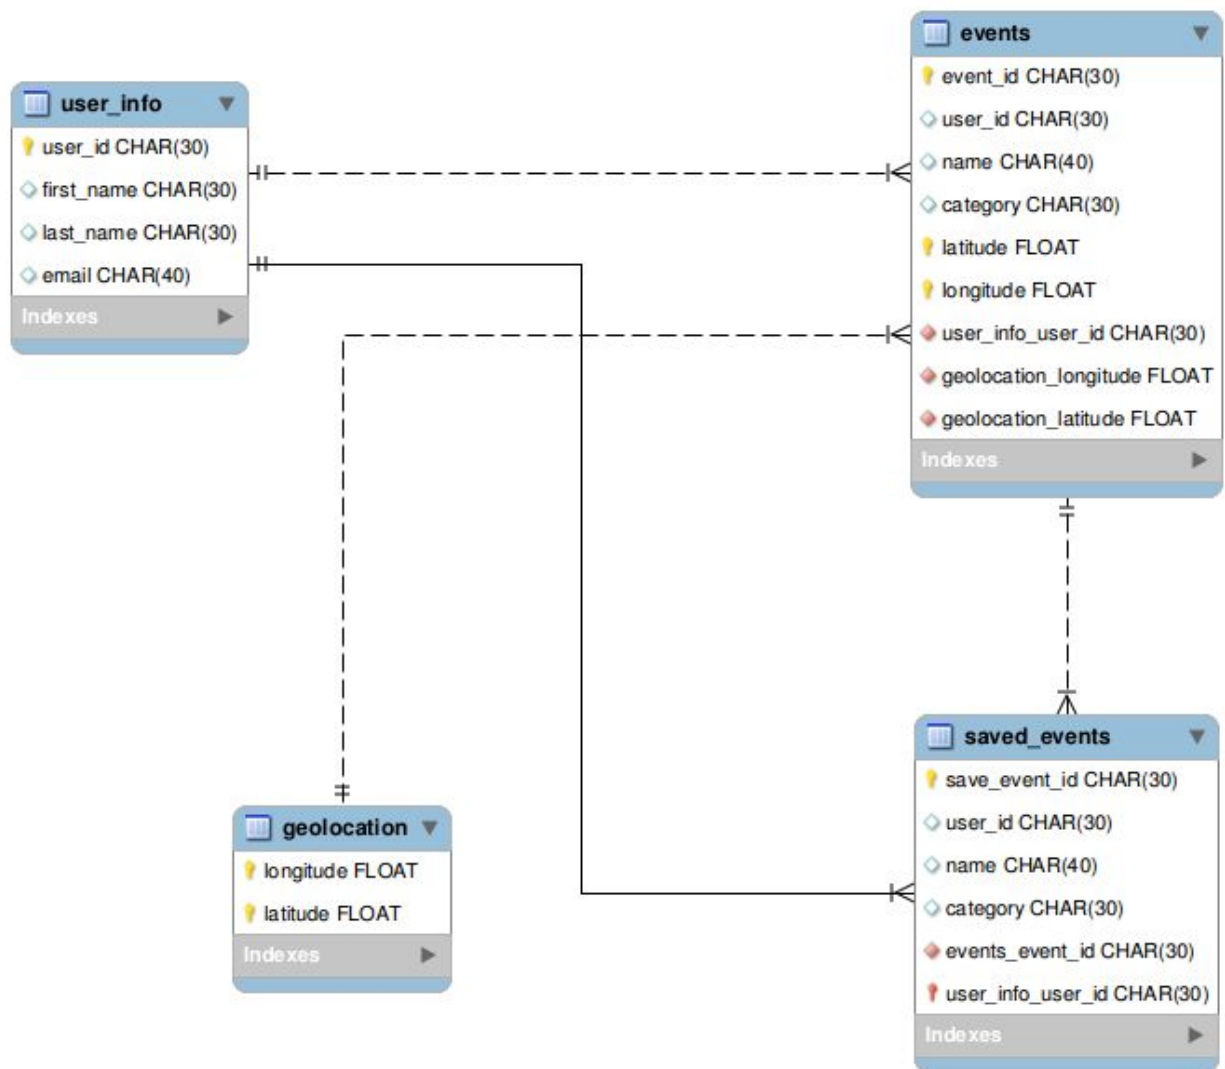 user_info
user_id CHAR(30)
first_name CHAR(30)
last_name CHAR(30)
email CHAR(40)
Indexes
events
event_id CHAR(30)
user_id CHAR(30)
name CHAR(40)
category CHAR(30)
latitude FLOAT
longitude FLOAT
user_info_user_id CHAR(30)
geolocation_longitude FLOAT
geolocation_latitude FLOAT
Indexes
geolocation
longitude FLOAT
latitude FLOAT
Indexes
saved_events
save_event_id CHAR(30)
user_id CHAR(30)
name CHAR(40)
category CHAR(30)
events_event_id CHAR(30)
user_info_user_id CHAR(30)
Indexes